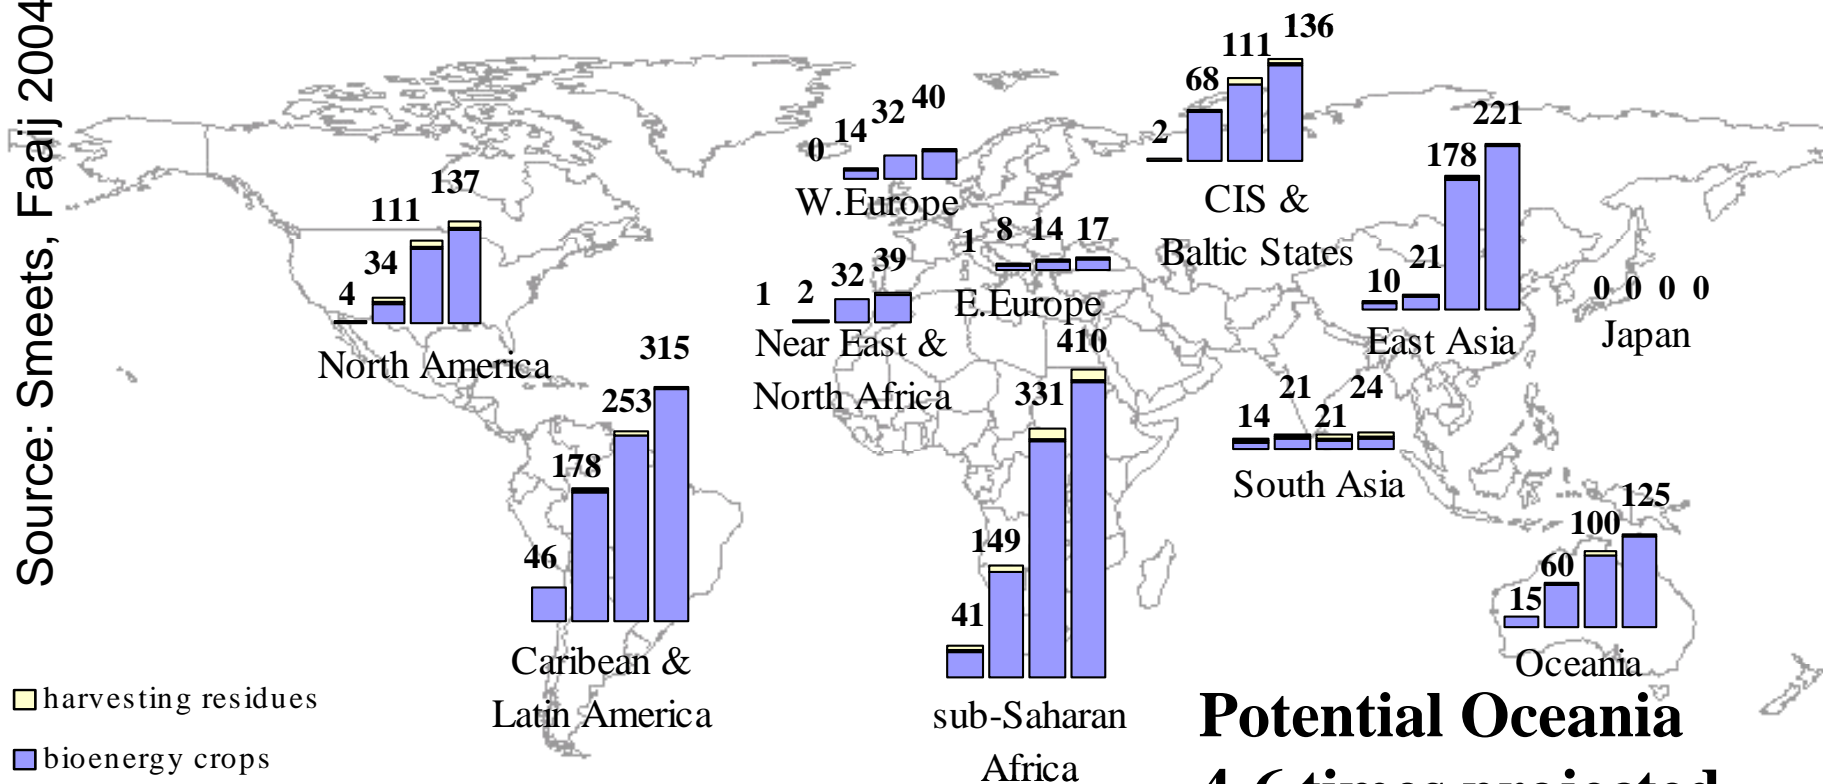 Source: Smeets, Faaij 2004
136
111
68
2
CIS &
Baltic States
0 14 32 40
W.Europe
221
178
21
10
East Asia
0 0 0 0
Japan
137
111
34
4
North America
1 8 14 17
E.Europe
1 2 32 39
Near East &
North Africa
315
253
178
46
Caribean &
Latin America
410
331
149
41
sub-Saharan
Africa
14 21 21 24
South Asia
125
100
60
15
Oceania
harvesting residues
bioenergy crops
Potential Oceania
4-6 times projected